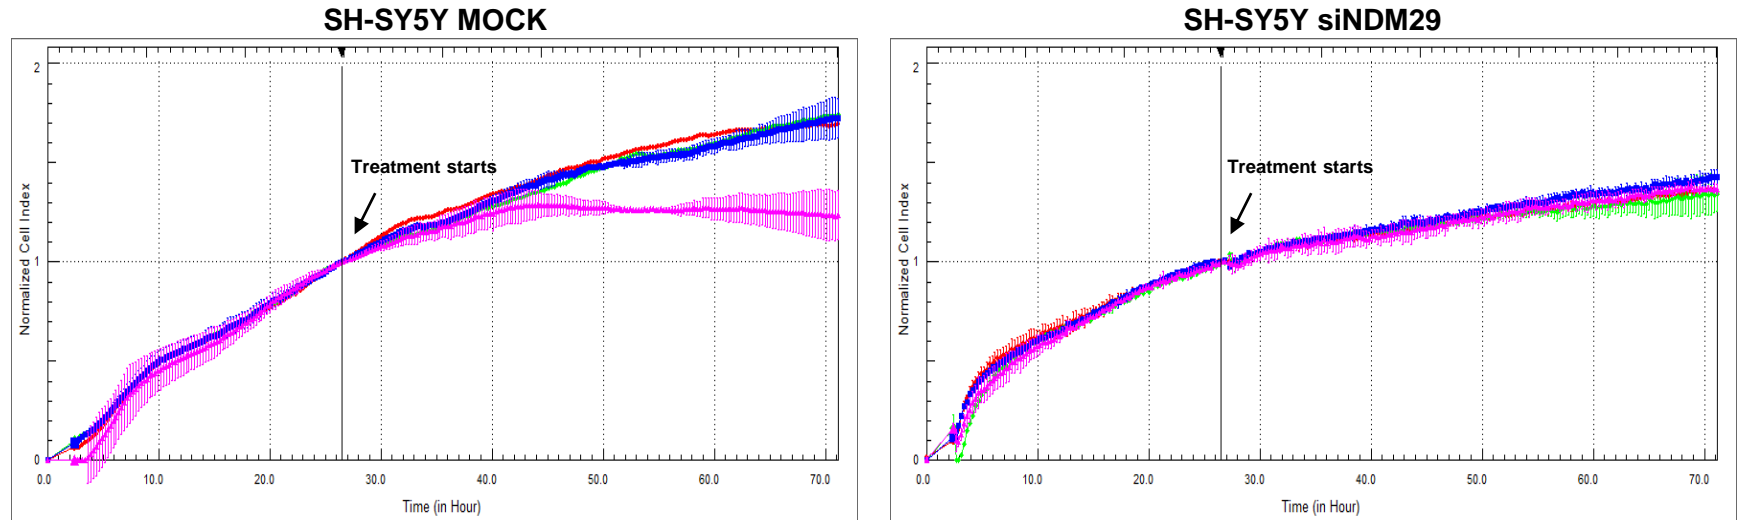 SH-SY5Y MOCK
2
1
0
Normalized Cell Index
Treatment starts
0.0 10.0 20.0 30.0 40.0 50.0 60.0 70.0
Time (in Hour)
SH-SY5Y siNDM29
2
1
0
Normalized Cell Index
Treatment starts
0.0 10.0 20.0 30.0 40.0 50.0 60.0 70.0
Time (in Hour)